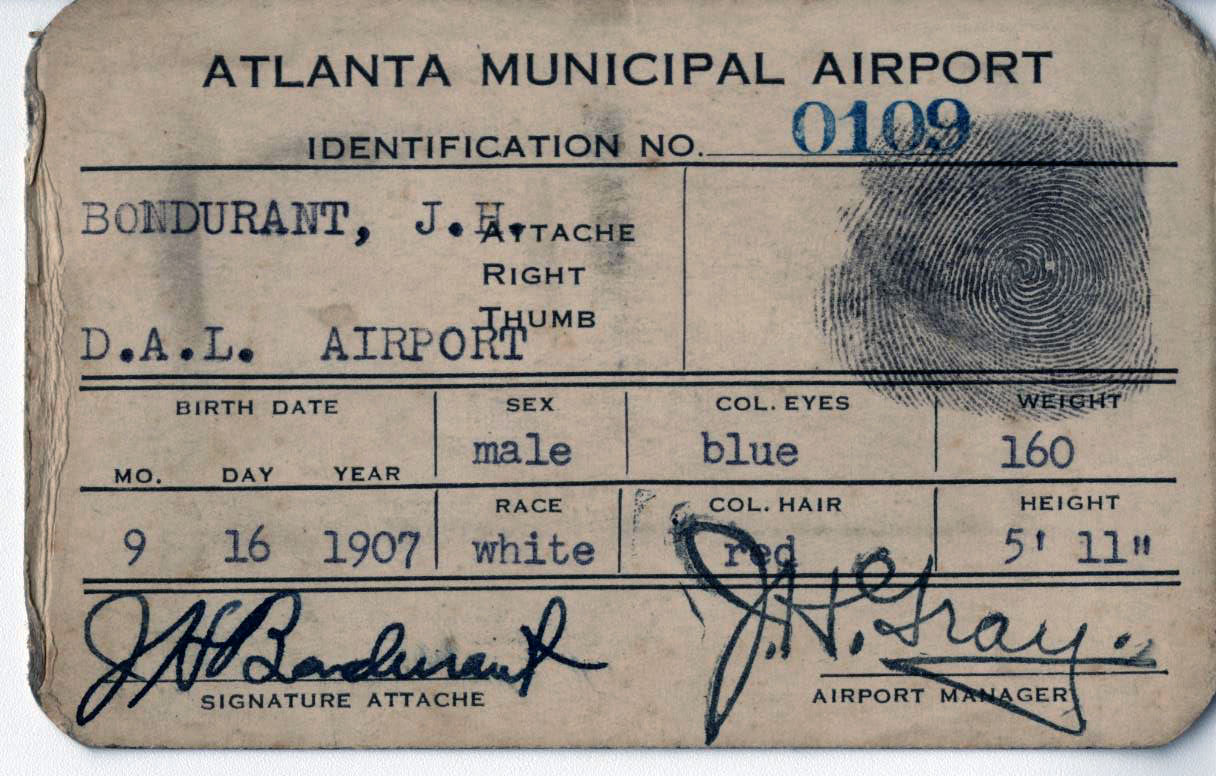 ATLANTA MUNICIPAL AIRPORT
IDENTIFICATION NO. 0109
BONDURANT, J.H.
ATTACHE
RIGHT
THUMB
D.A.L. AIRPORT
BIRTH DATE SEX COL. EYES WEIGHT
male blue 160
MO. DAY YEAR
RACE COL. HAIR HEIGHT
9 16 1907 white red 5' 11"
JH Bondurant J.H. Gray.
SIGNATURE ATTACHE AIRPORT MANAGER